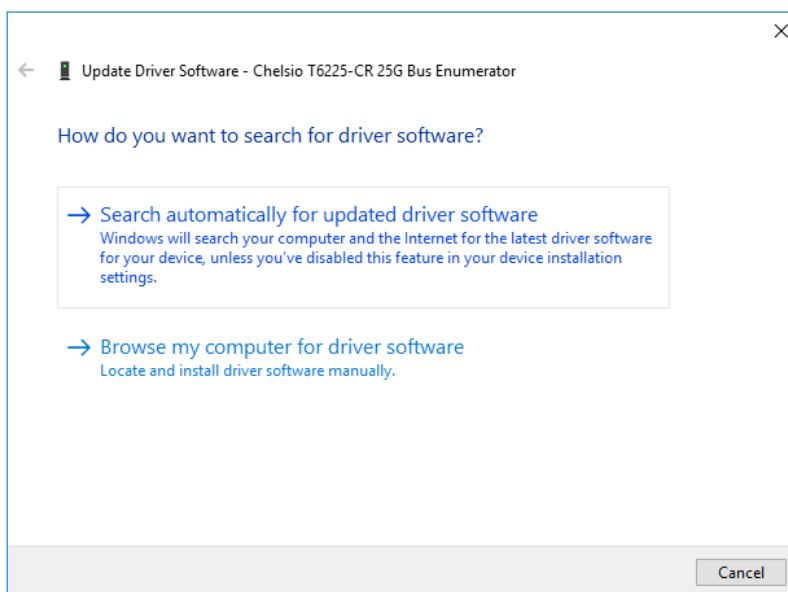 Update Driver Software - Chelsio T6225-CR 25G Bus Enumerator
How do you want to search for driver software?
Search automatically for updated driver software
Windows will search your computer and the Internet for the latest driver software
for your device, unless you've disabled this feature in your device installation
settings.
Browse my computer for driver software
Locate and install driver software manually.
Cancel